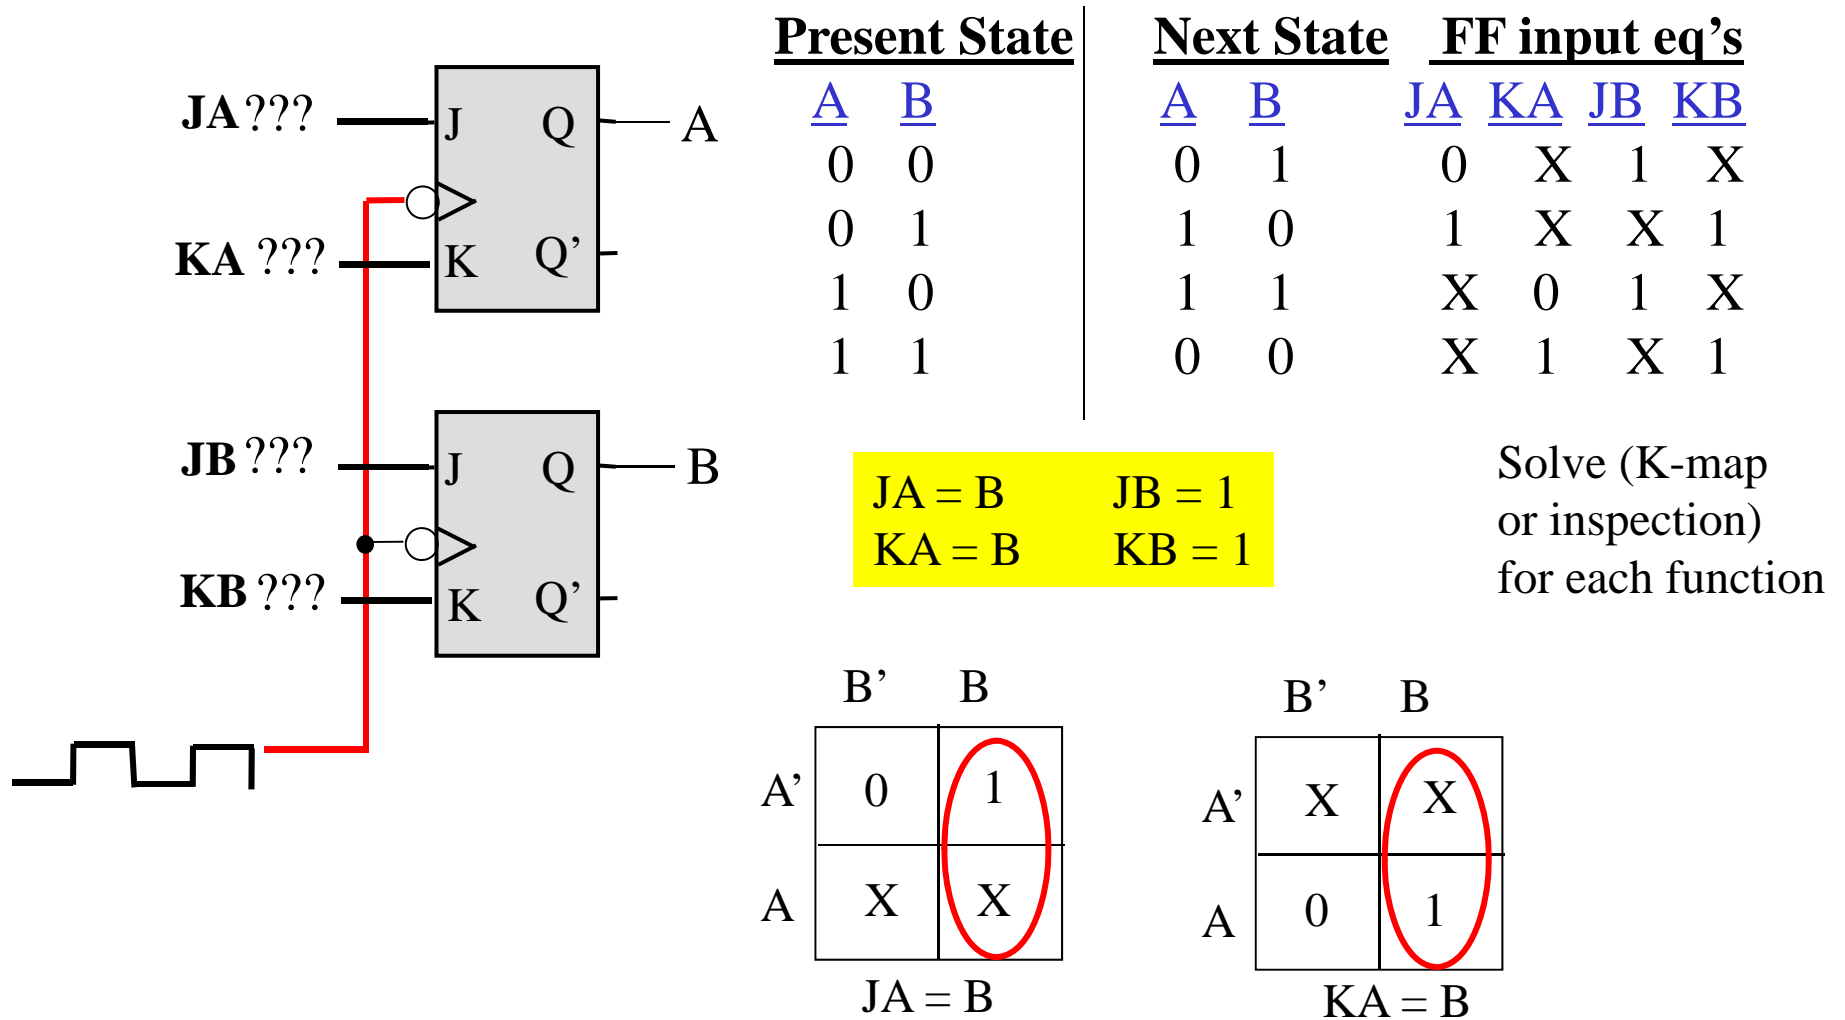 Present State Next State FF input eq’s
A B A B JA KA JB KB
0 0 0 1 0 X 1 X
0 1 1 0 1 X X 1
1 0 1 1 X 0 1 X
1 1 0 0 X 1 X 1
JA ??? J Q A
KA ??? K Q’
JB ??? J Q B
KB ??? K Q’
JA = B JB = 1
KA = B KB = 1
Solve (K-map
or inspection)
for each function
B’ B
A’ 0 1
A X X
JA = B
B’ B
A’ X X
A 0 1
KA = B